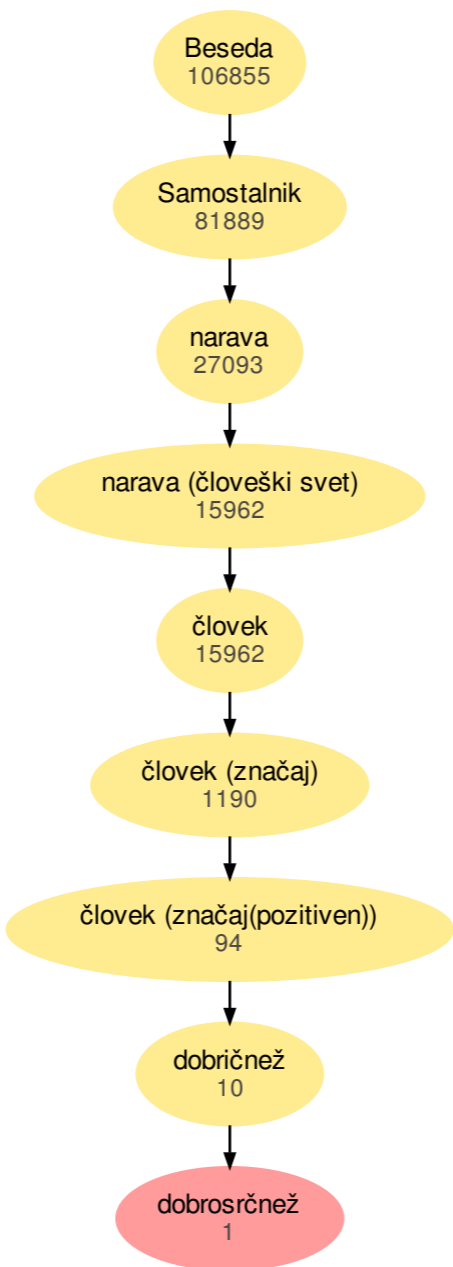 Beseda
106855
Samostalnik
81889
narava
27093
narava (človeški svet)
15962
človek
15962
človek (značaj)
1190
človek (značaj(pozitiven))
94
dobričnež
10
dobrosrčnež
1